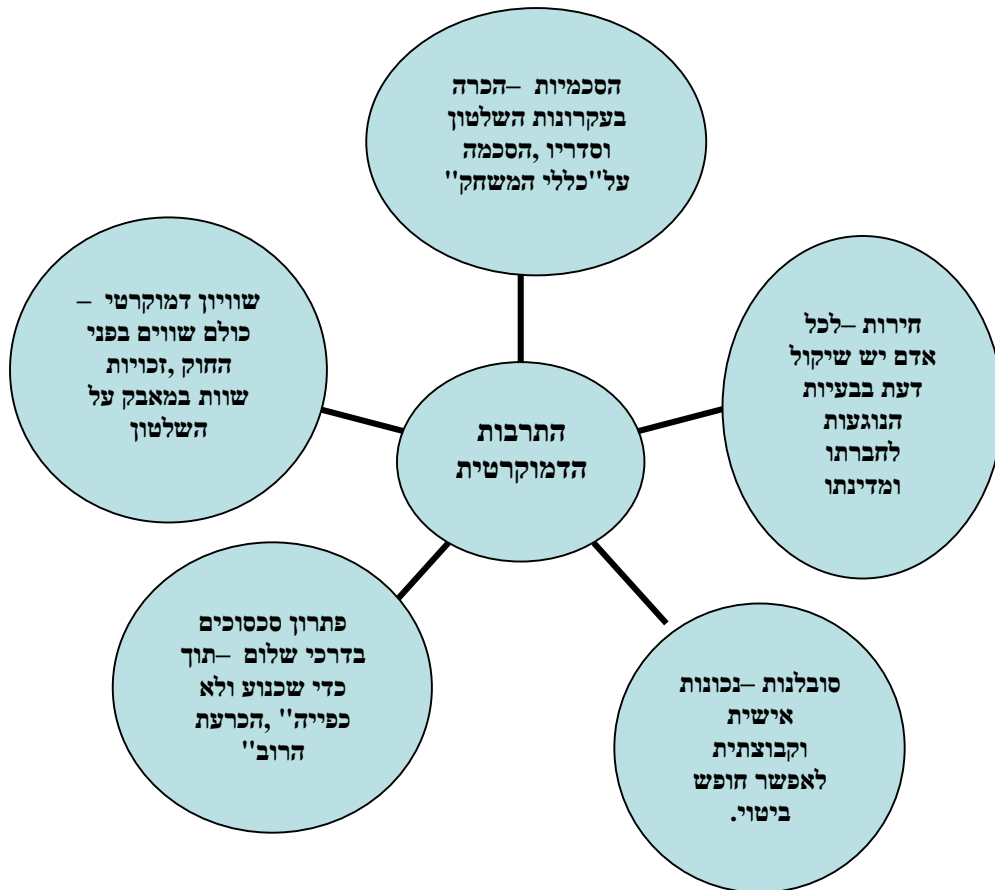 הסכמיות –הכרה
בעקרונות השלטון
וסדריו ,הסכמה
על"כללי המשחק"
חירות –לכל
אדם יש שיקול
דעת בבעיות
הנוגעות
לחברתו
ומדינתו
שוויון דמוקרטי –
כולם שווים בפני
החוק ,זכויות
שוות במאבק על
השלטון
התרבות
הדמוקרטית
פתרון סכסוכים
בדרכי שלום –תוך
כדי שכנוע ולא
כפייה" ,הכרעת
הרוב"
סובלנות –נכונות
אישית
וקבוצתית
לאפשר חופש
ביטוי.